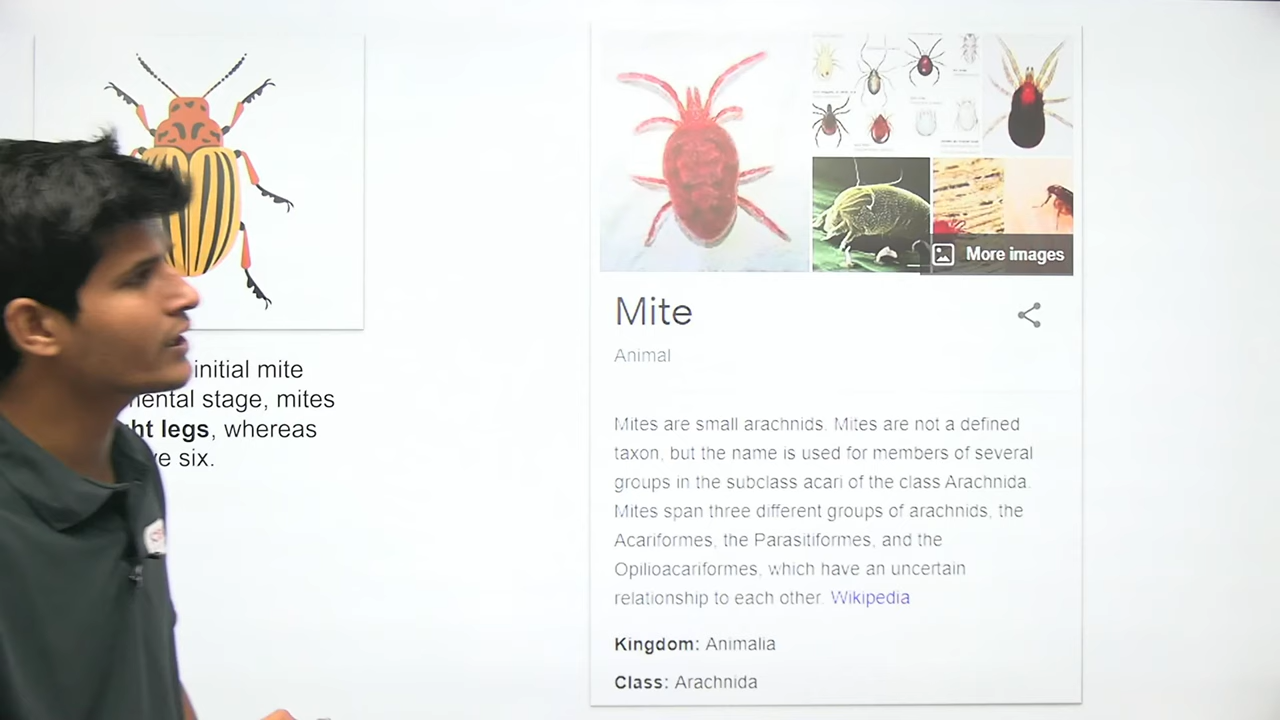 initial mite
mental stage, mites
ht legs, whereas
ve six.
More images
Mite
Animal
Mites are small arachnids. Mites are not a defined
taxon, but the name is used for members of several
groups in the subclass acari of the class Arachnida.
Mites span three different groups of arachnids, the
Acariformes, the Parasitiformes, and the
Opilioacariformes, which have an uncertain
relationship to each other. Wikipedia
Kingdom: Animalia
Class: Arachnida